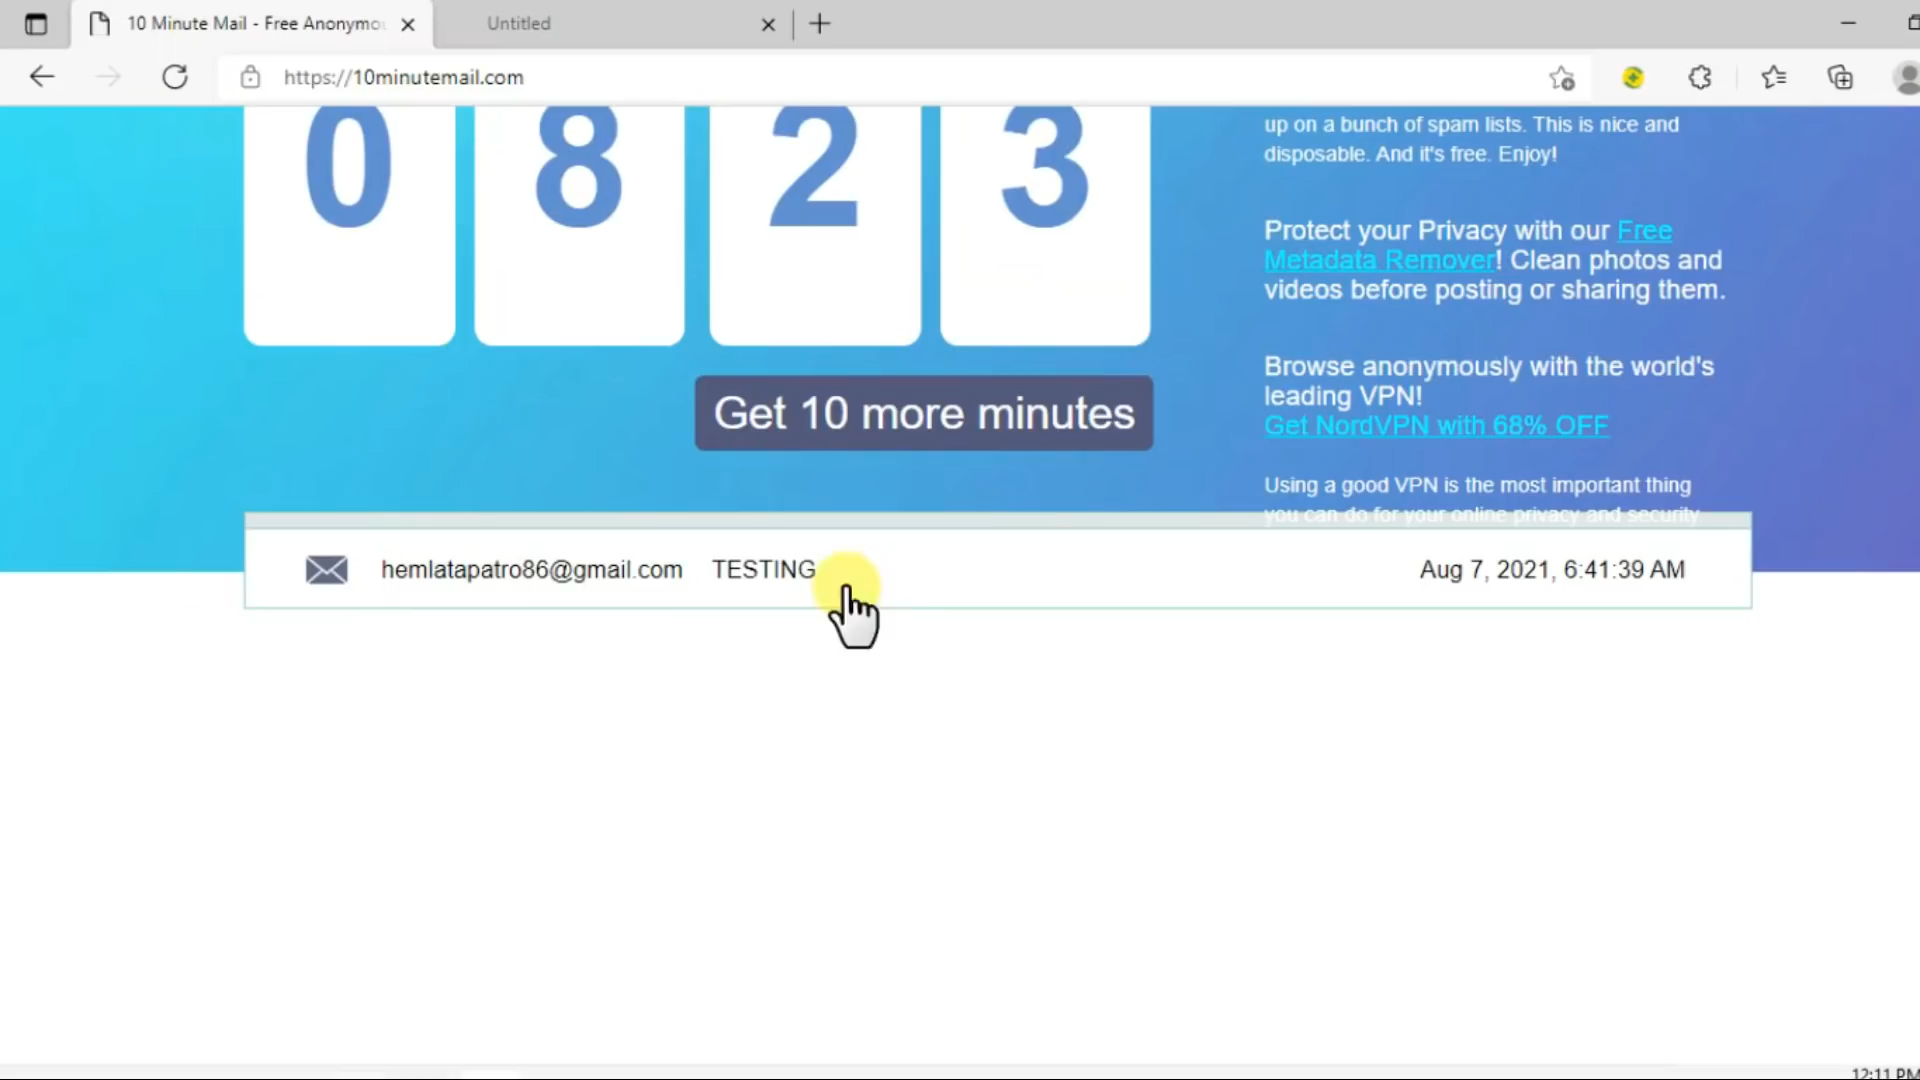 10 Minute Mail - Free Anonymou
Untitled
https://10minutemail.com
0 8 2 3
up on a bunch of spam lists. This is nice and
disposable. And it's free. Enjoy!
Protect your Privacy with our Free
Metadata Remover! Clean photos and
videos before posting or sharing them.
Get 10 more minutes
Browse anonymously with the world's
leading VPN!
Get NordVPN with 68% OFF
Using a good VPN is the most important thing
you can do for your online privacy and security
hemlatapatro86@gmail.com TESTING Aug 7, 2021, 6:41:39 AM
12:11 PM